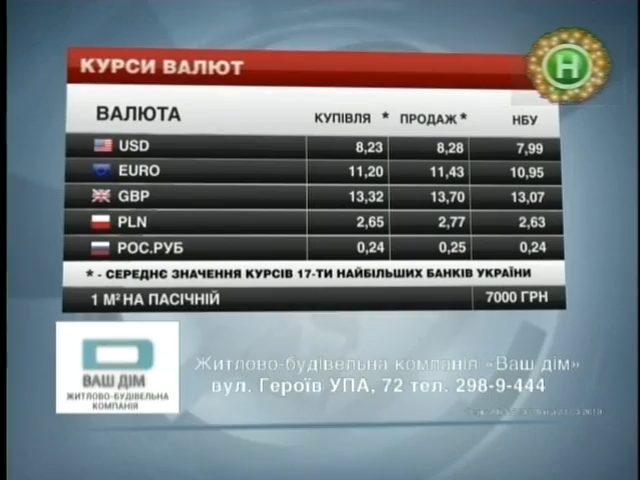 КУРСИ ВАЛЮТ
Н
ВАЛЮТА КУПІВЛЯ * ПРОДАЖ * НБУ
USD 8,23 8,28 7,99
EURO 11,20 11,43 10,95
GBP 13,32 13,70 13,07
PLN 2,65 2,77 2,63
РОС.РУБ 0,24 0,25 0,24
* - СЕРЕДНЄ ЗНАЧЕННЯ КУРСІВ 17-ТИ НАЙБІЛЬШИХ БАНКІВ УКРАЇНИ
1 М² НА ПАСІЧНІЙ 7000 ГРН
ВАШ ДІМ
ЖИТЛОВО-БУДІВЕЛЬНА
КОМПАНІЯ
Житлово-будівельна компанія «Ваш дім»
вул. Героїв УПА, 72 тел. 298-9-444